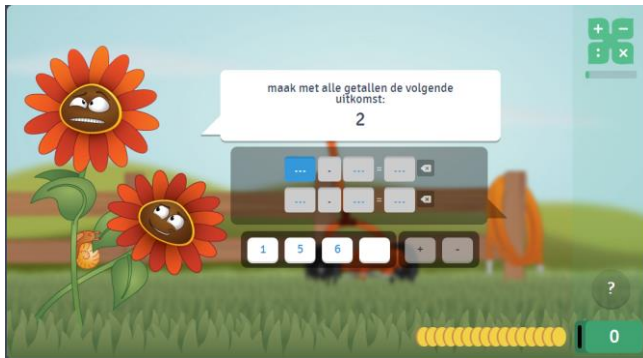 + -
: x
maak met alle getallen de volgende
uitkomst:
2
... . ... = ...
... . ... = ...
1 5 6 + -
?
0